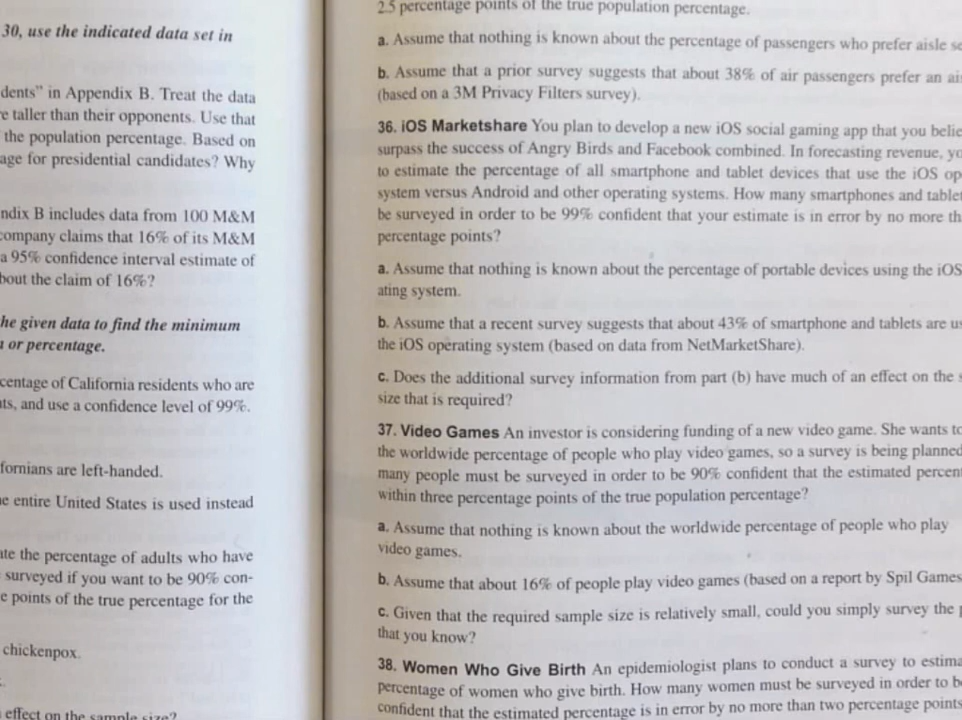 30, use the indicated data set in
dents" in Appendix B. Treat the data
e taller than their opponents. Use that
the population percentage. Based on
age for presidential candidates? Why
ndix B includes data from 100 M&M
company claims that 16% of its M&M
a 95% confidence interval estimate of
bout the claim of 16%?
he given data to find the minimum
or percentage.
centage of California residents who are
ts, and use a confidence level of 99%.
fornians are left-handed.
e entire United States is used instead
ate the percentage of adults who have
surveyed if you want to be 90% con-
e points of the true percentage for the
chickenpox.
effect on the sample size?
2.5 percentage points of the true population percentage.
a. Assume that nothing is known about the percentage of passengers who prefer aisle se
b. Assume that a prior survey suggests that about 38% of air passengers prefer an ais
(based on a 3M Privacy Filters survey).
36. iOS Marketshare You plan to develop a new iOS social gaming app that you belie
surpass the success of Angry Birds and Facebook combined. In forecasting revenue, yo
to estimate the percentage of all smartphone and tablet devices that use the iOS op
system versus Android and other operating systems. How many smartphones and tablet
be surveyed in order to be 99% confident that your estimate is in error by no more th
percentage points?
a. Assume that nothing is known about the percentage of portable devices using the iOS
ating system.
b. Assume that a recent survey suggests that about 43% of smartphone and tablets are us
the iOS operating system (based on data from NetMarketShare).
c. Does the additional survey information from part (b) have much of an effect on the s
size that is required?
37. Video Games An investor is considering funding of a new video game. She wants to
the worldwide percentage of people who play video games, so a survey is being planned
many people must be surveyed in order to be 90% confident that the estimated percent
within three percentage points of the true population percentage?
a. Assume that nothing is known about the worldwide percentage of people who play
video games.
b. Assume that about 16% of people play video games (based on a report by Spil Games
c. Given that the required sample size is relatively small, could you simply survey the p
that you know?
38. Women Who Give Birth An epidemiologist plans to conduct a survey to estima
percentage of women who give birth. How many women must be surveyed in order to be
confident that the estimated percentage is in error by no more than two percentage points